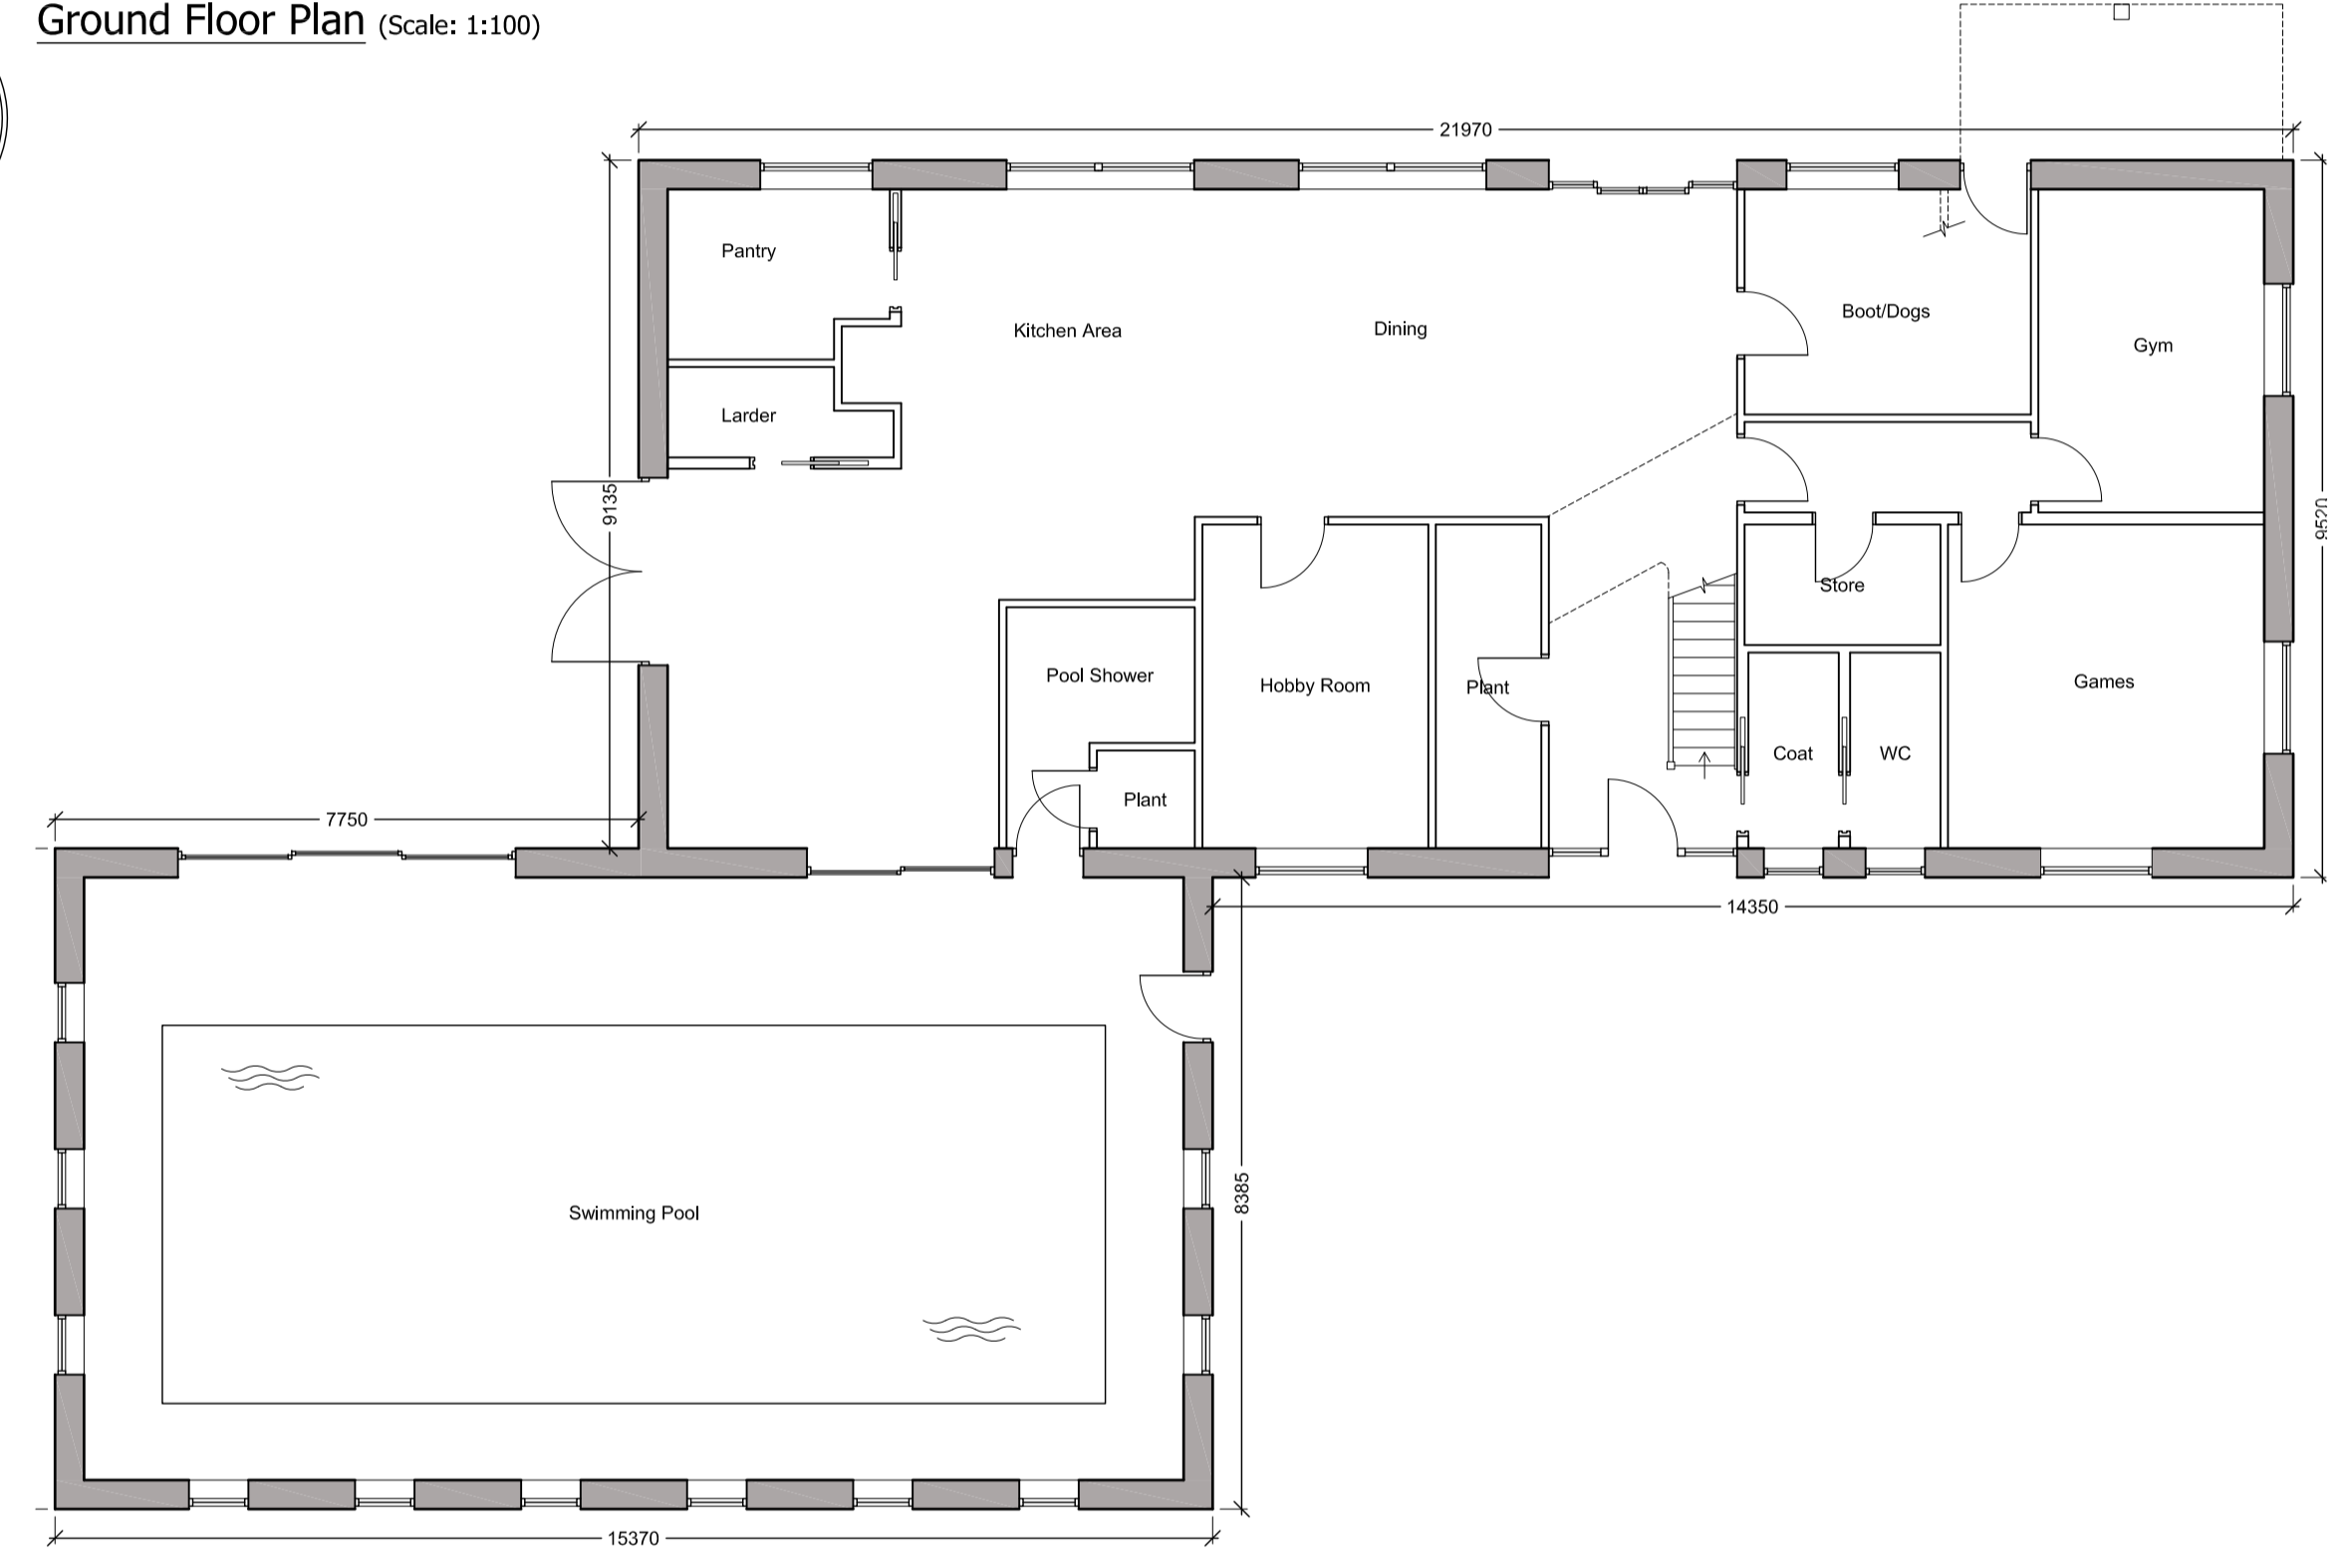 Ground Floor Plan (Scale: 1:100)
21970
Pantry
Boot/Dogs
Dining
Kitchen Area
Gym
Larder
9135
9520
Store
Pool Shower
Games
Hobby Room
Plant
Coat
WC
Plant
7750
14350
8385
Swimming Pool
15370